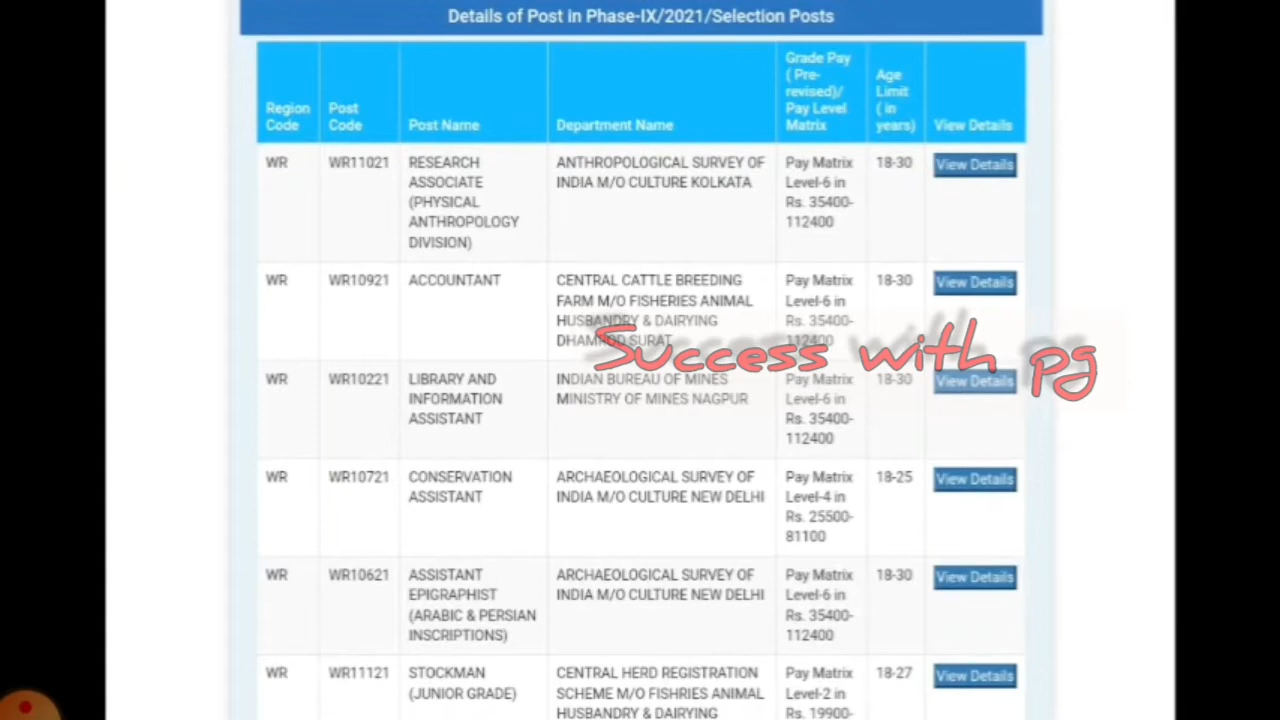 Details of Post in Phase-IX/2021/Selection Posts
Region Code Post Code Post Name Department Name Grade Pay ( Pre-revised)/ Pay Level Matrix Age Limit ( in years) View Details
WR WR11021 RESEARCH ASSOCIATE (PHYSICAL ANTHROPOLOGY DIVISION) ANTHROPOLOGICAL SURVEY OF INDIA M/O CULTURE KOLKATA Pay Matrix Level-6 in Rs. 35400-112400 18-30 View Details
WR WR10921 ACCOUNTANT CENTRAL CATTLE BREEDING FARM M/O FISHERIES ANIMAL HUSBANDRY & DAIRYING DHAMROD SURAT Pay Matrix Level-6 in Rs. 35400-112400 18-30 View Details
Success with pg
WR WR10221 LIBRARY AND INFORMATION ASSISTANT INDIAN BUREAU OF MINES MINISTRY OF MINES NAGPUR Pay Matrix Level-6 in Rs. 35400-112400 18-30 View Details
WR WR10721 CONSERVATION ASSISTANT ARCHAEOLOGICAL SURVEY OF INDIA M/O CULTURE NEW DELHI Pay Matrix Level-4 in Rs. 25500-81100 18-25 View Details
WR WR10621 ASSISTANT EPIGRAPHIST (ARABIC & PERSIAN INSCRIPTIONS) ARCHAEOLOGICAL SURVEY OF INDIA M/O CULTURE NEW DELHI Pay Matrix Level-6 in Rs. 35400-112400 18-30 View Details
WR WR11121 STOCKMAN (JUNIOR GRADE) CENTRAL HERD REGISTRATION SCHEME M/O FISHRIES ANIMAL HUSBANDRY & DAIRYING Pay Matrix Level-2 in Rs. 19900- 18-27 View Details